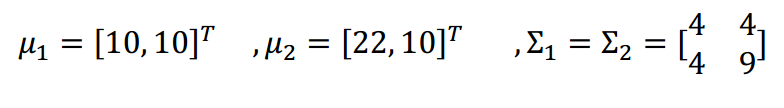 μ₁ = [10, 10]ᵀ , μ₂ = [22, 10]ᵀ , Σ₁ = Σ₂ = [4 4
4 9]